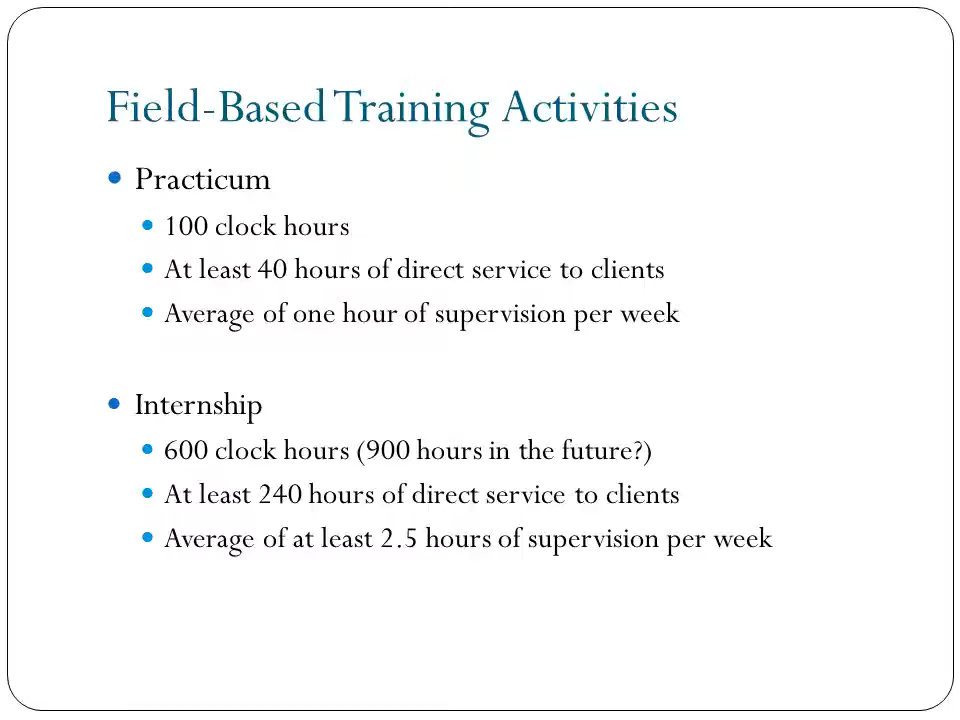 Field-Based Training Activities
Practicum
100 clock hours
At least 40 hours of direct service to clients
Average of one hour of supervision per week
Internship
600 clock hours (900 hours in the future?)
At least 240 hours of direct service to clients
Average of at least 2.5 hours of supervision per week